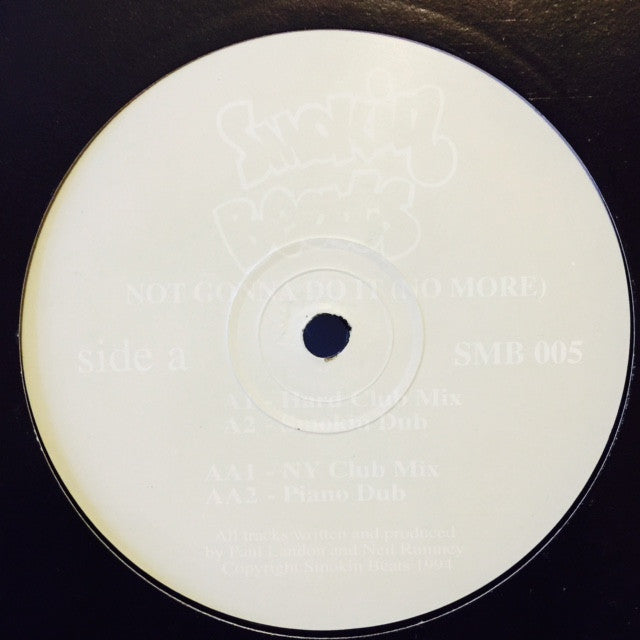 Smokin
Beats
NOT GONNA DO IT (NO MORE)
side a
SMB 005
A1 - Hard Club Mix
A2 - Dub
AA1 - NY Club Mix
AA2 - Piano Dub
All tracks written and produced
by Paul Landon and Neil Rumney
Copyright Smokin Beats 1994